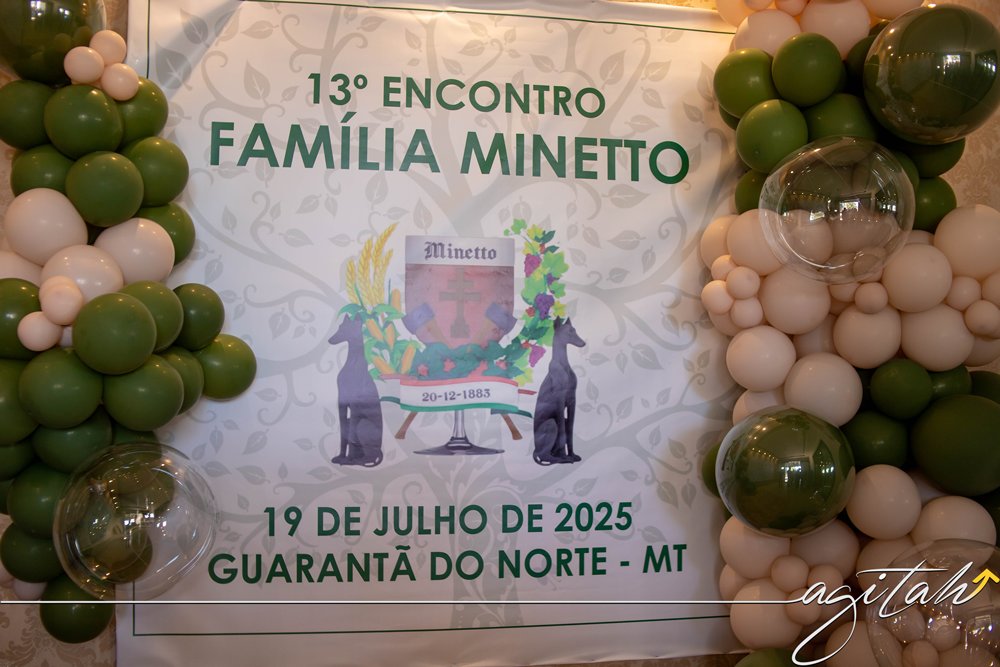 13º ENCONTRO
FAMÍLIA MINETTO
Minetto
20-12-1883
19 DE JULHO DE 2025
GUARANTÃ DO NORTE - MT
agitah